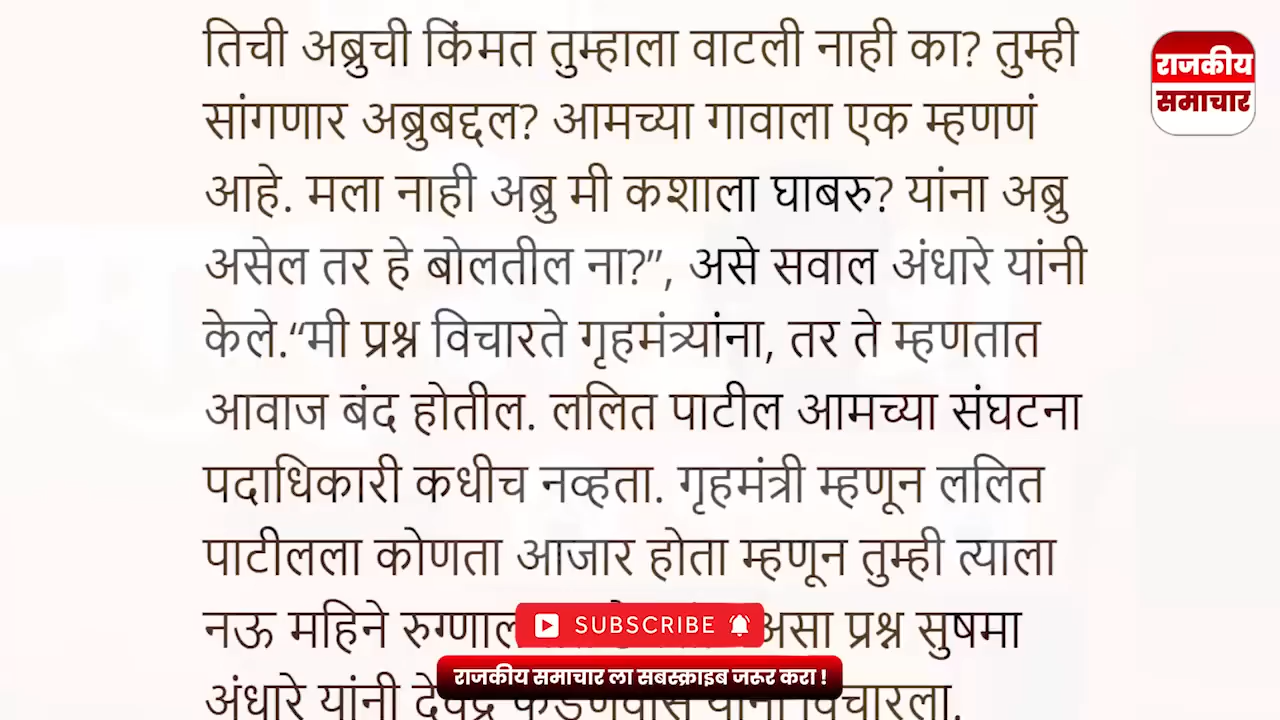 तिची अब्रुची किंमत तुम्हाला वाटली नाही का? तुम्ही
सांगणार अब्रुबद्दल? आमच्या गावाला एक म्हणणं
आहे. मला नाही अब्रु मी कशाला घाबरु? यांना अब्रु
असेल तर हे बोलतील ना?”, असे सवाल अंधारे यांनी
केले.“मी प्रश्न विचारते गृहमंत्र्यांना, तर ते म्हणतात
आवाज बंद होतील. ललित पाटील आमच्या संघटना
पदाधिकारी कधीच नव्हता. गृहमंत्री म्हणून ललित
पाटीलला कोणता आजार होता म्हणून तुम्ही त्याला
नऊ महिने असा प्रश्न सुषमा
अंधारे यांनी देवेंद्र फडणवीस यांना विचारला.
राजकीय
समाचार
SUBSCRIBE
राजकीय समाचार ला सबस्क्राइब जरूर करा !